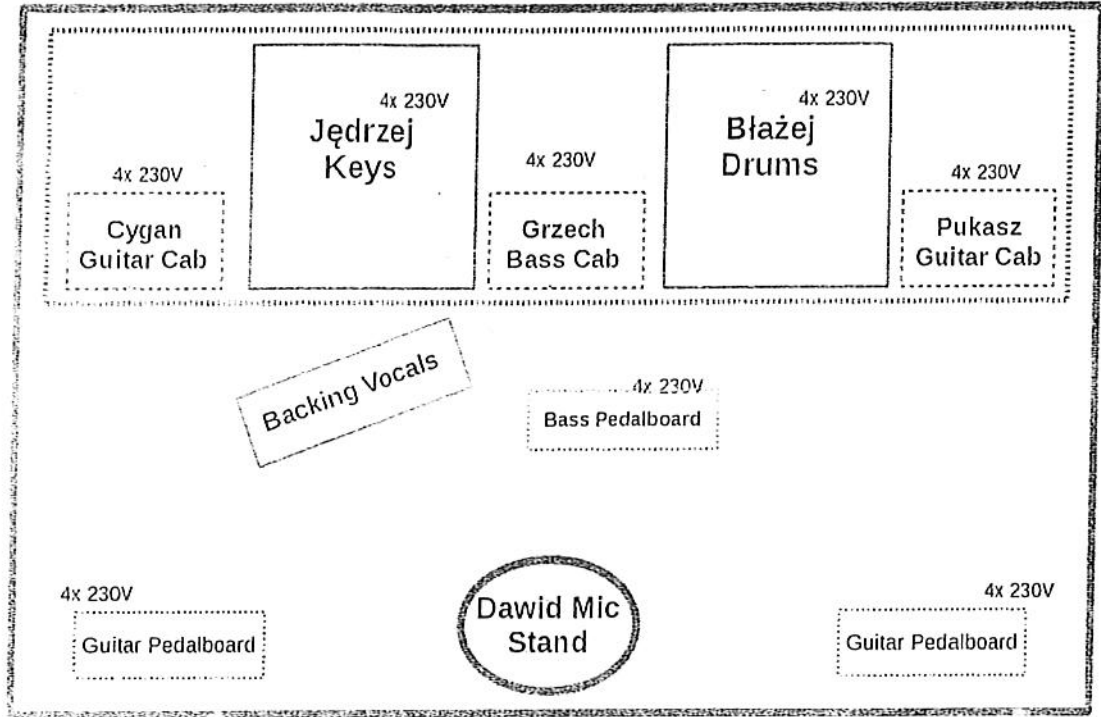 4x 230V
Jędrzej
Keys
4x 230V
Błażej
Drums
4x 230V
Cygan
Guitar Cab
4x 230V
Grzech
Bass Cab
4x 230V
Pukasz
Guitar Cab
Backing Vocals
4x 230V
Bass Pedalboard
4x 230V
Guitar Pedalboard
Dawid Mic
Stand
4x 230V
Guitar Pedalboard